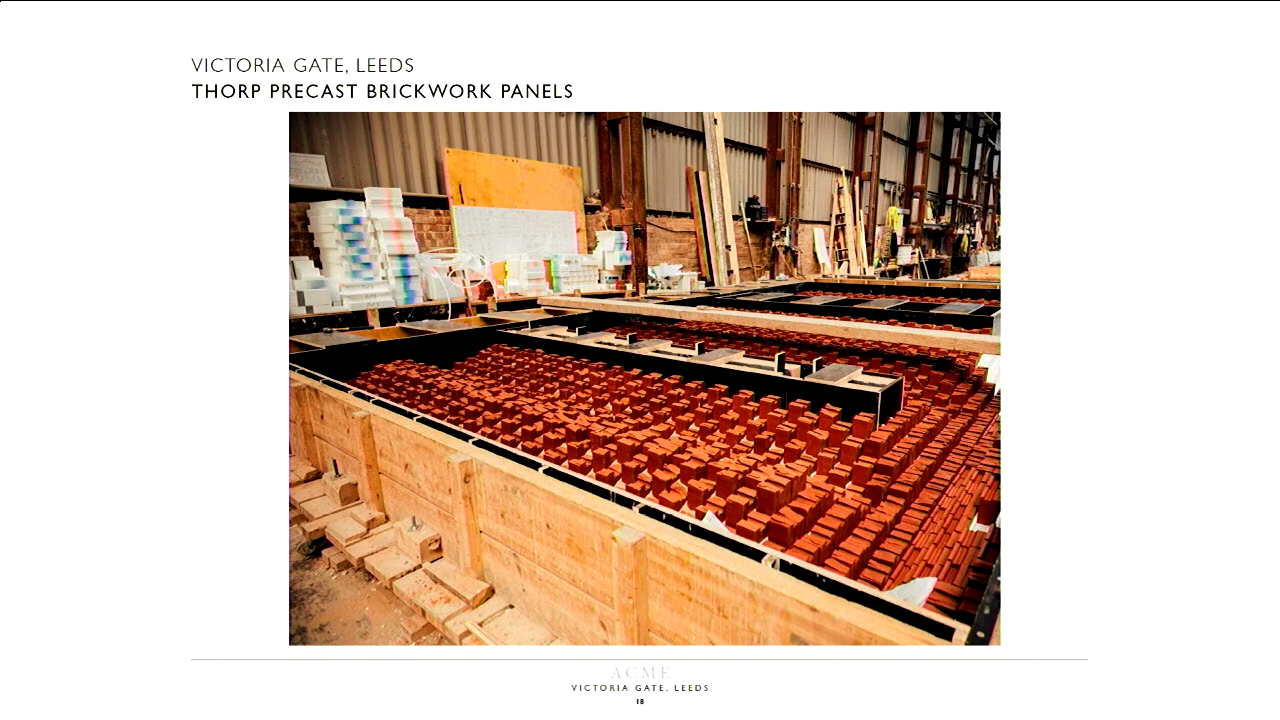 VICTORIA GATE, LEEDS
THORP PRECAST BRICKWORK PANELS
ACME
VICTORIA GATE, LEEDS
18